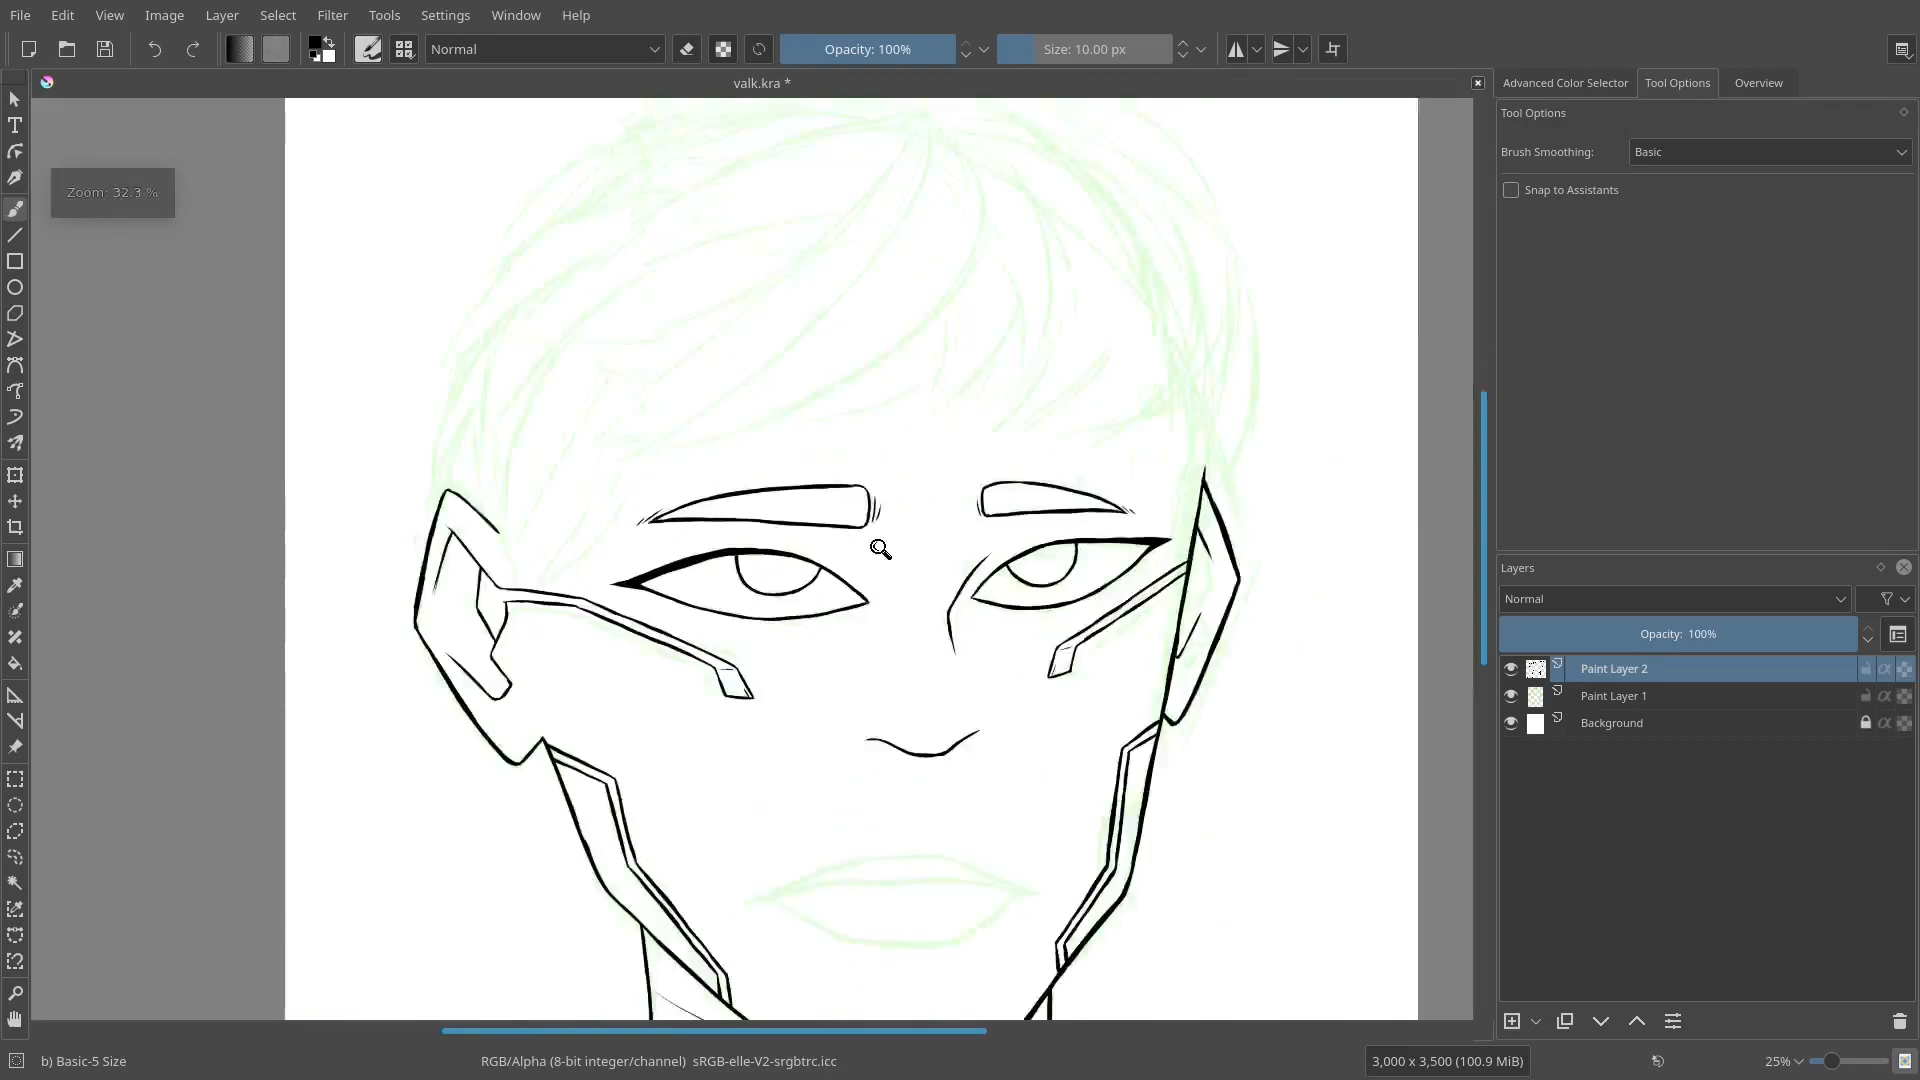 File Edit View Image Layer Select Filter Tools Settings Window Help
Normal Opacity: 100% Size: 10.00 px
valk.kra *
Advanced Color Selector Tool Options Overview
Tool Options
Brush Smoothing: Basic
Snap to Assistants
Zoom: 32.3 %
Layers
Normal
Opacity: 100%
Paint Layer 2
Paint Layer 1
Background
b) Basic-5 Size
RGB/Alpha (8-bit integer/channel) sRGB-elle-V2-srgbtrc.icc
3,000 x 3,500 (100.9 MiB)
25%